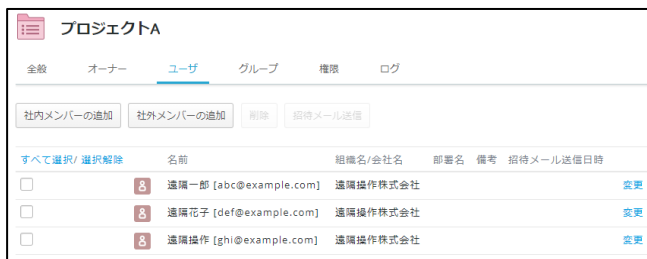 プロジェクトA
全般 オーナー ユーザ グループ 権限 ログ
社内メンバーの追加 社外メンバーの追加 削除 招待メール送信
すべて選択/ 選択解除 名前 組織名/会社名 部署名 備考 招待メール送信日時
遠隔一郎 [abc@example.com] 遠隔操作株式会社 変更
遠隔花子 [def@example.com] 遠隔操作株式会社 変更
遠隔操作 [ghi@example.com] 遠隔操作株式会社 変更